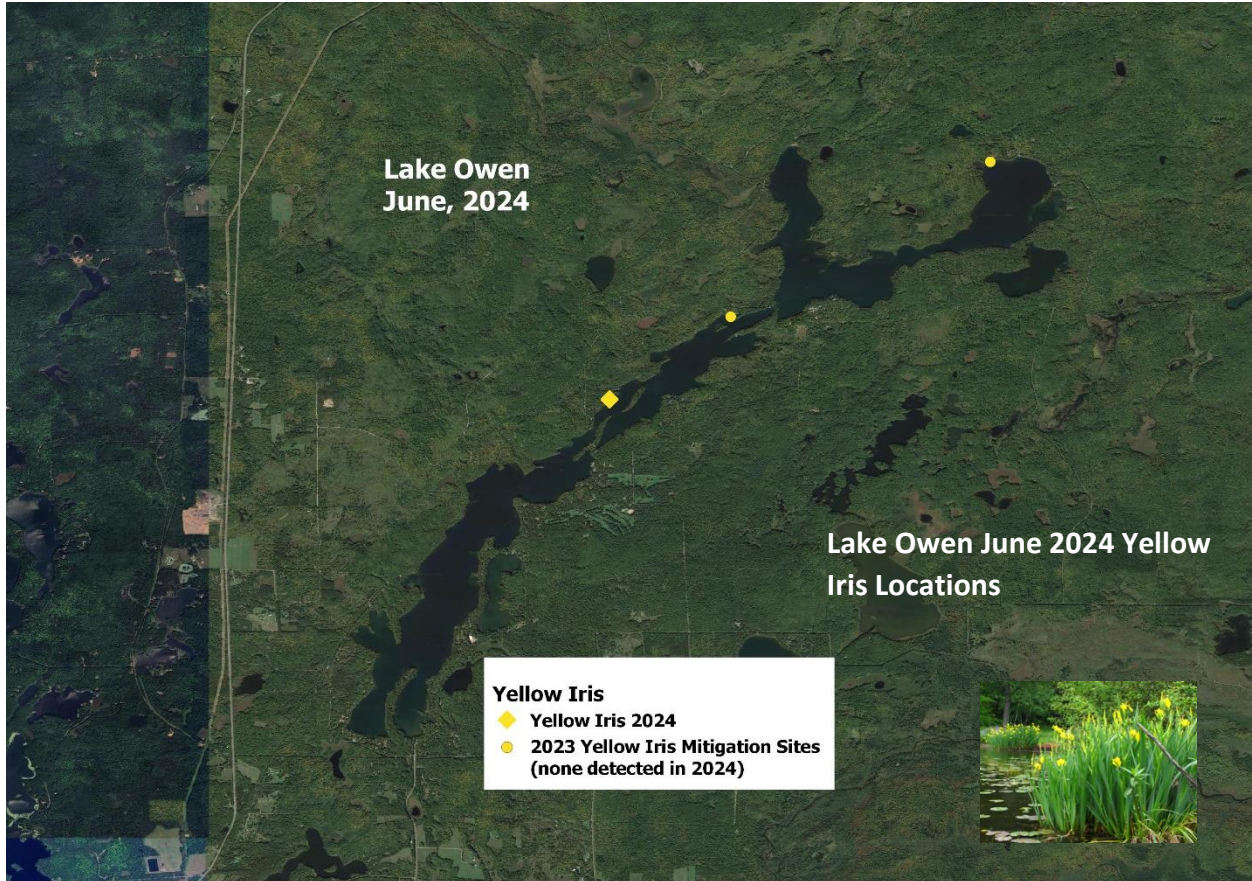 Lake Owen
June, 2024
Lake Owen June 2024 Yellow
Iris Locations
Yellow Iris
Yellow Iris 2024
2023 Yellow Iris Mitigation Sites
(none detected in 2024)